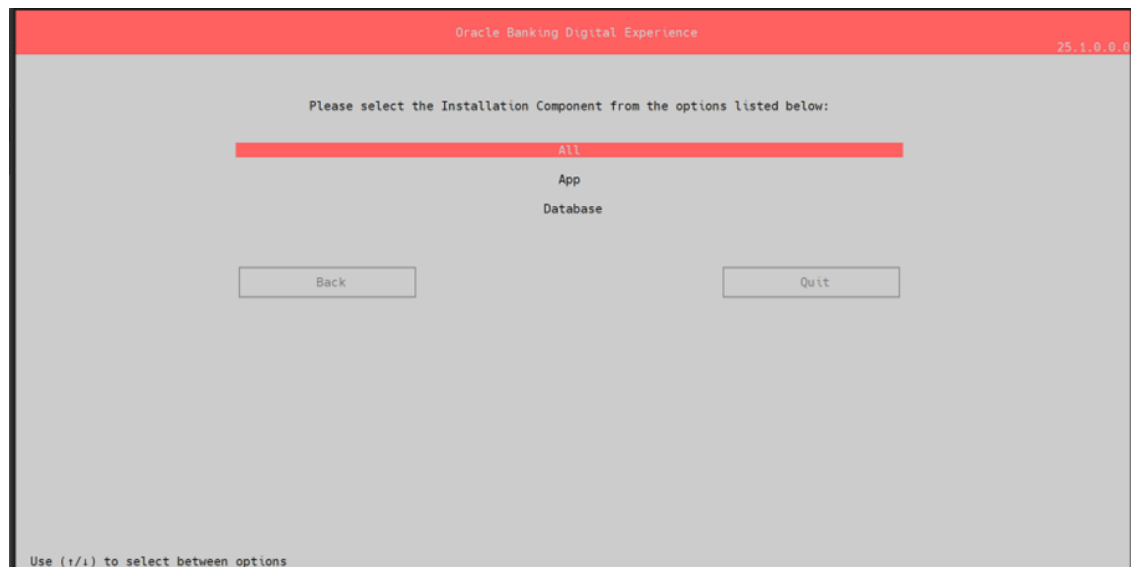 Oracle Banking Digital Experience
25.1.0.0.0
Please select the Installation Component from the options listed below:
All
App
Database
Back Quit
Use (↑/↓) to select between options